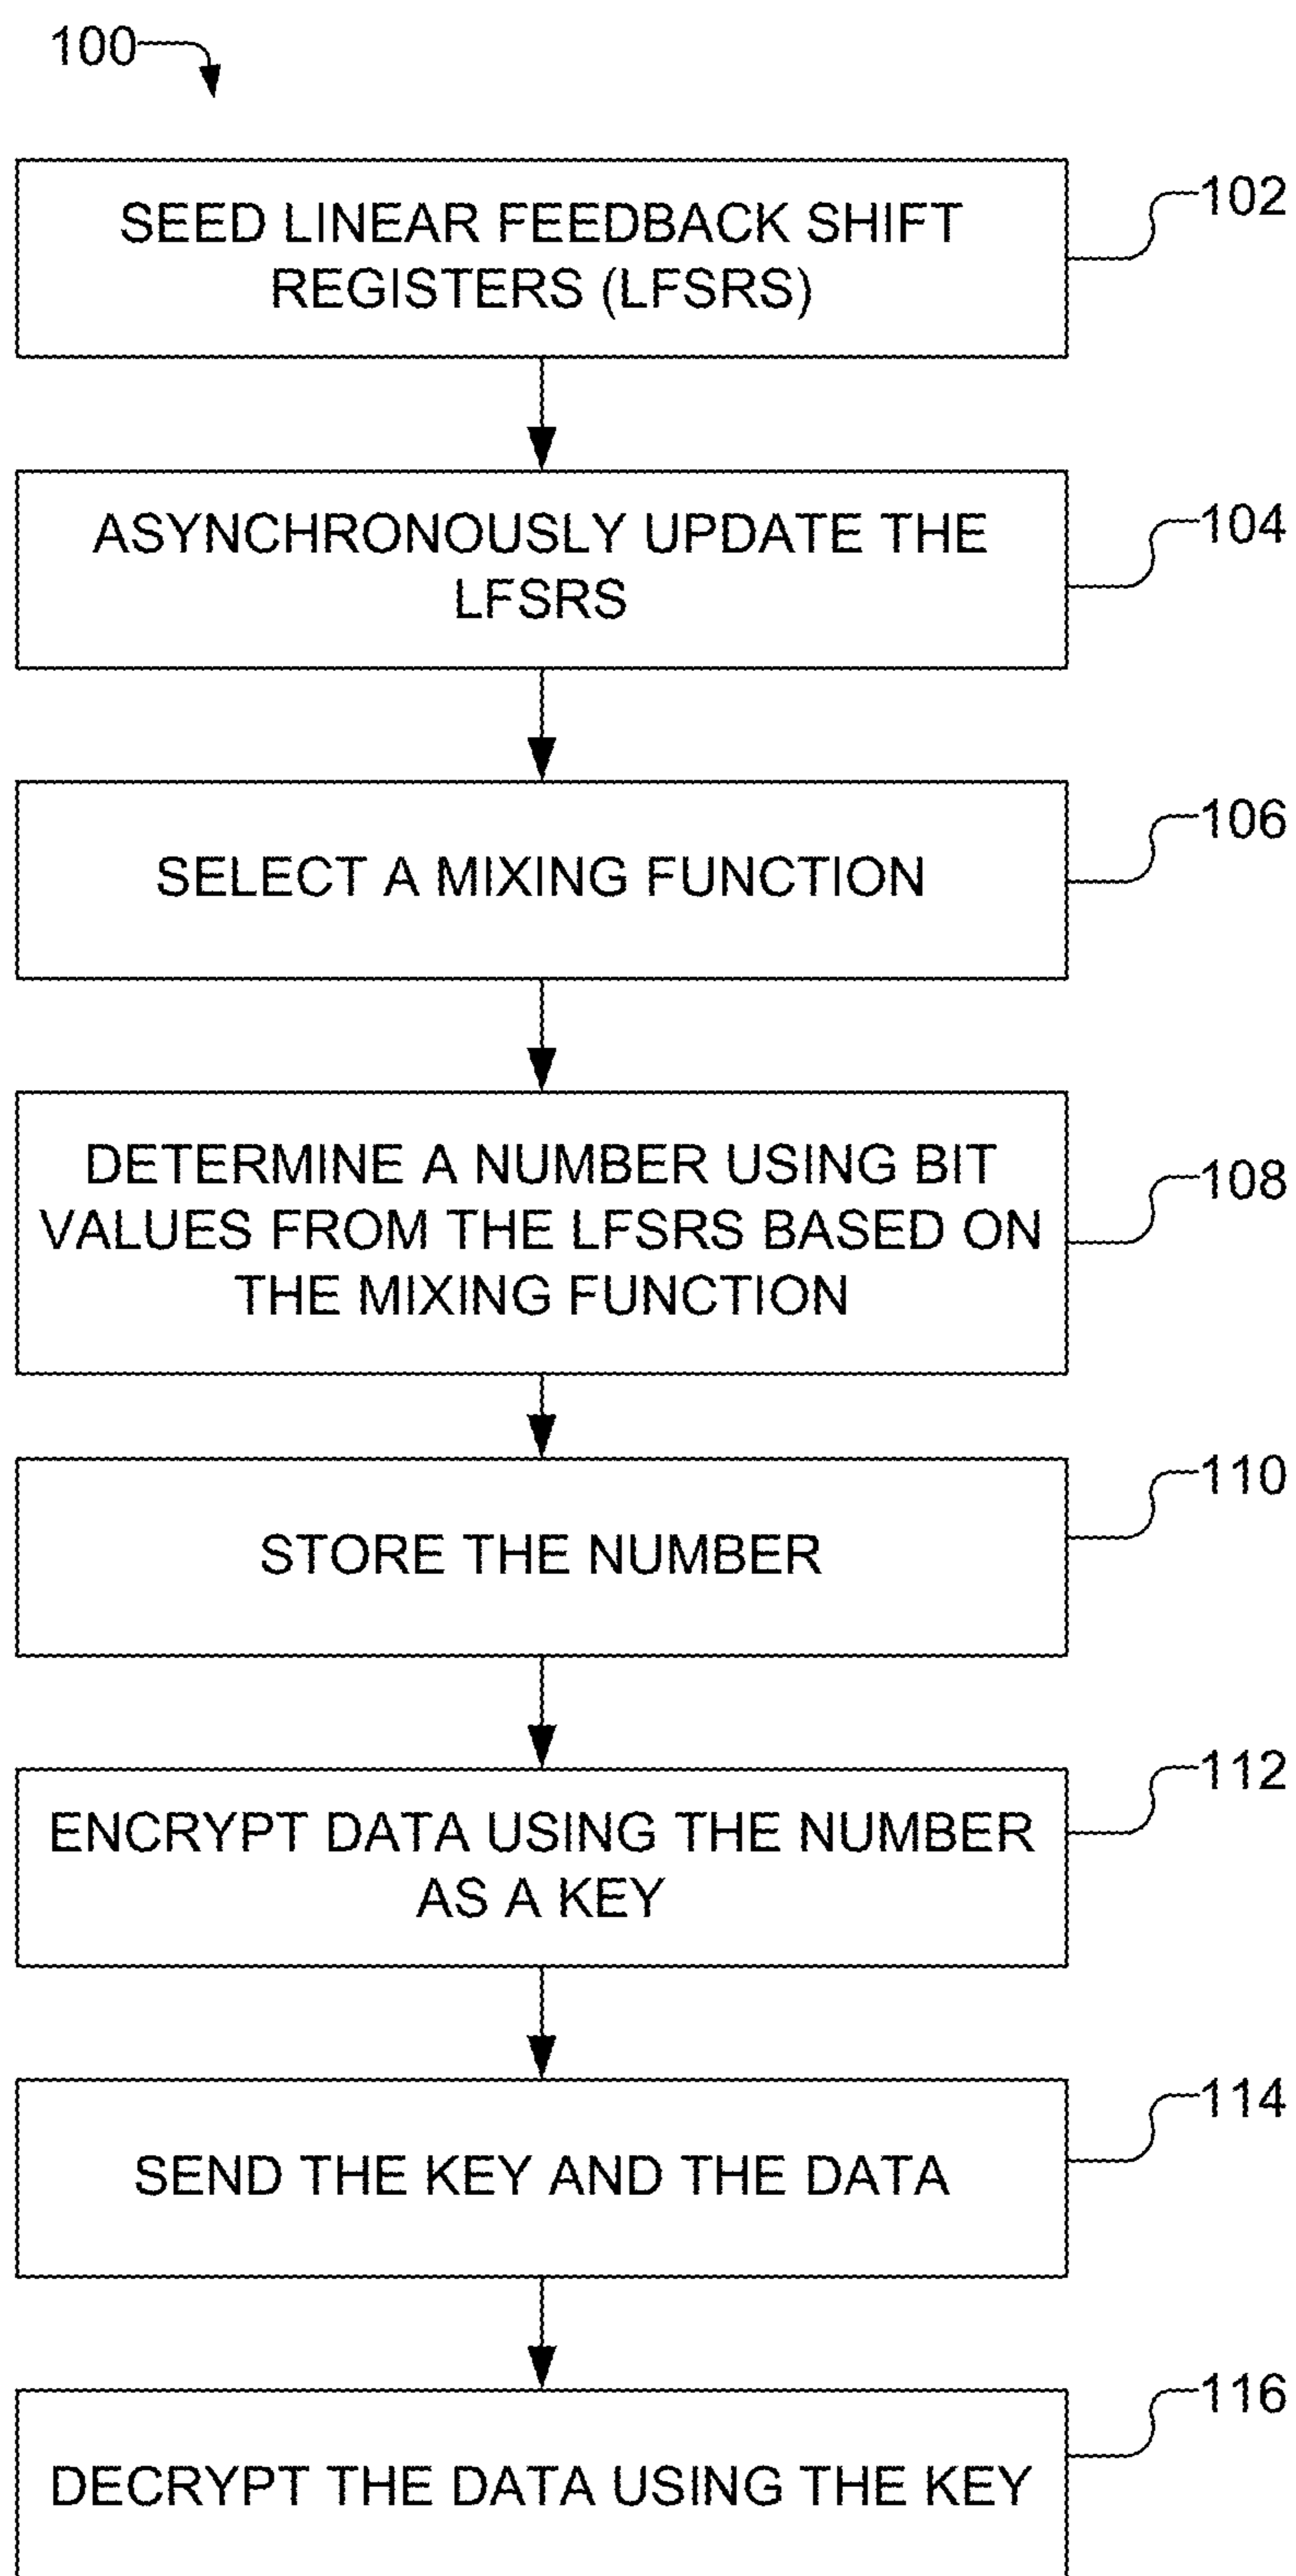 100
SEED LINEAR FEEDBACK SHIFT
REGISTERS (LFSRS)
102
ASYNCHRONOUSLY UPDATE THE
LFSRS
104
SELECT A MIXING FUNCTION
106
DETERMINE A NUMBER USING BIT
VALUES FROM THE LFSRS BASED ON
THE MIXING FUNCTION
108
STORE THE NUMBER
110
ENCRYPT DATA USING THE NUMBER
AS A KEY
112
SEND THE KEY AND THE DATA
114
DECRYPT THE DATA USING THE KEY
116